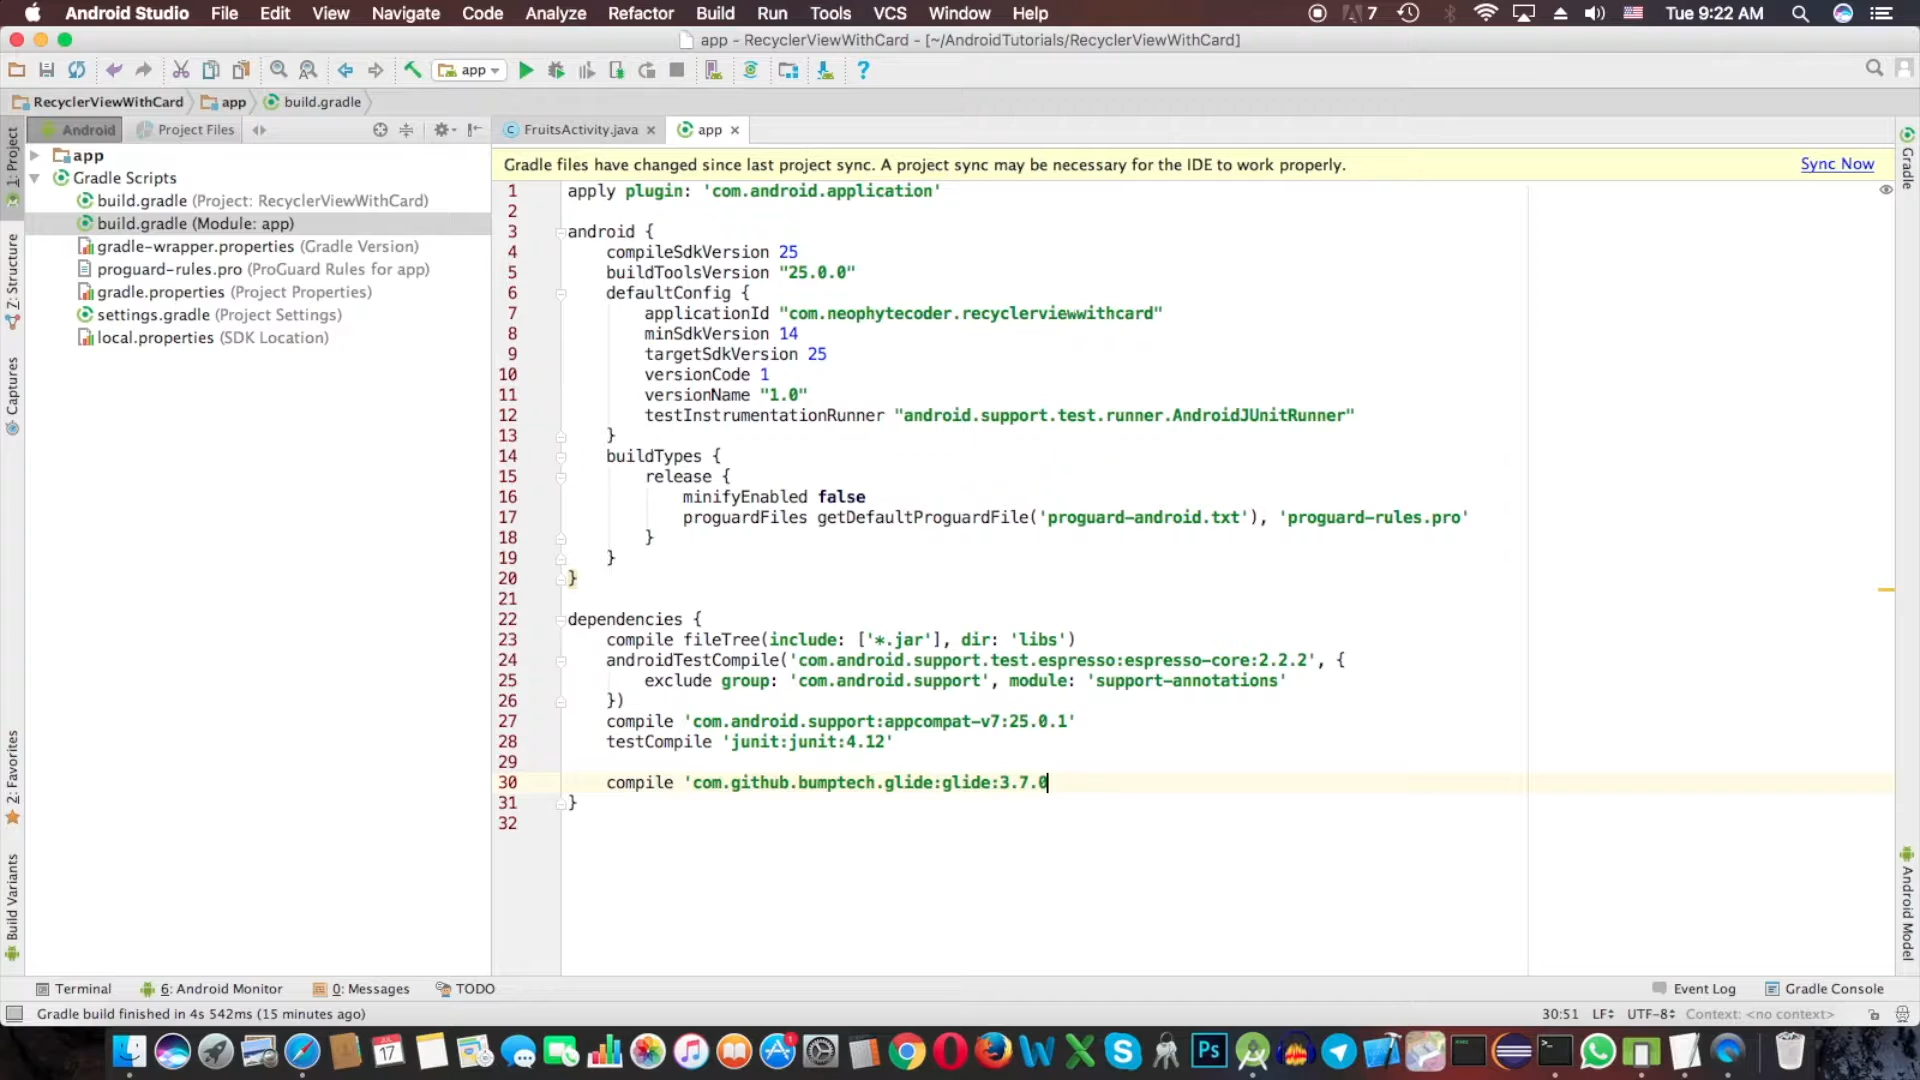 Android Studio File Edit View Navigate Code Analyze Refactor Build Run Tools VCS Window Help 7 Tue 9:22 AM
app - RecyclerViewWithCard - [~/AndroidTutorials/RecyclerViewWithCard]
app
RecyclerViewWithCard app build.gradle
Android Project Files FruitsActivity.java app
1: Project
7: Structure
Captures
2: Favorites
Build Variants
app
Gradle Scripts
build.gradle (Project: RecyclerViewWithCard)
build.gradle (Module: app)
gradle-wrapper.properties (Gradle Version)
proguard-rules.pro (ProGuard Rules for app)
gradle.properties (Project Properties)
settings.gradle (Project Settings)
local.properties (SDK Location)
Gradle files have changed since last project sync. A project sync may be necessary for the IDE to work properly. Sync Now
1 apply plugin: 'com.android.application'
2
3 android {
4 compileSdkVersion 25
5 buildToolsVersion "25.0.0"
6 defaultConfig {
7 applicationId "com.neophytecoder.recyclerviewwithcard"
8 minSdkVersion 14
9 targetSdkVersion 25
10 versionCode 1
11 versionName "1.0"
12 testInstrumentationRunner "android.support.test.runner.AndroidJUnitRunner"
13 }
14 buildTypes {
15 release {
16 minifyEnabled false
17 proguardFiles getDefaultProguardFile('proguard-android.txt'), 'proguard-rules.pro'
18 }
19 }
20 }
21
22 dependencies {
23 compile fileTree(include: ['*.jar'], dir: 'libs')
24 androidTestCompile('com.android.support.test.espresso:espresso-core:2.2.2', {
25 exclude group: 'com.android.support', module: 'support-annotations'
26 })
27 compile 'com.android.support:appcompat-v7:25.0.1'
28 testCompile 'junit:junit:4.12'
29
30 compile 'com.github.bumptech.glide:glide:3.7.0
31 }
32
Gradle
Android Model
Terminal 6: Android Monitor 0: Messages TODO Event Log Gradle Console
Gradle build finished in 4s 542ms (15 minutes ago) 30:51 LF UTF-8 Context: <no context>
17
1
Ps